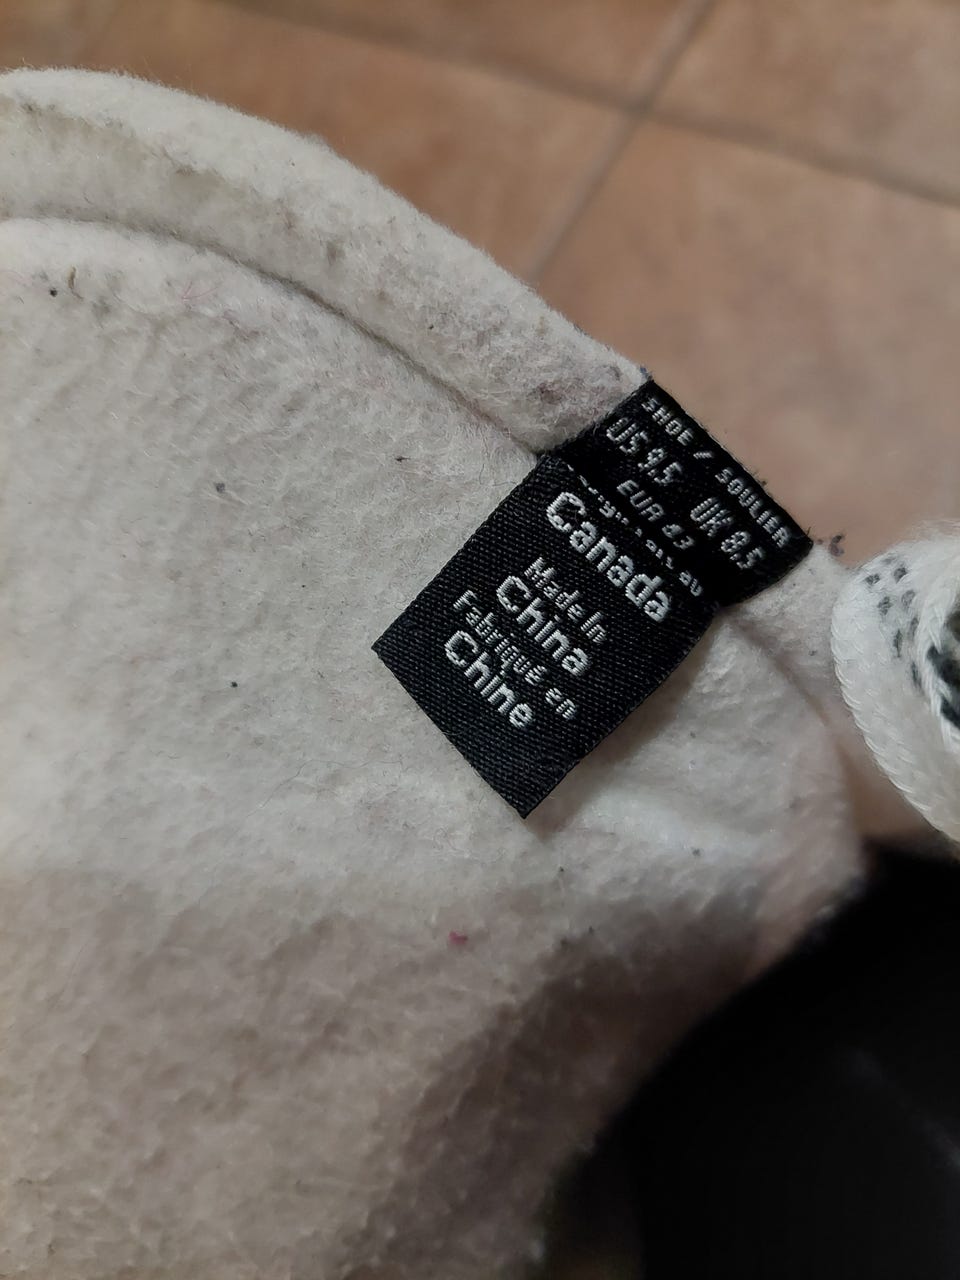 SHOE / SOULIER
US 9.5 UK 8.5
EUR 43
Canada
Made in
China
Fabriqué en
Chine